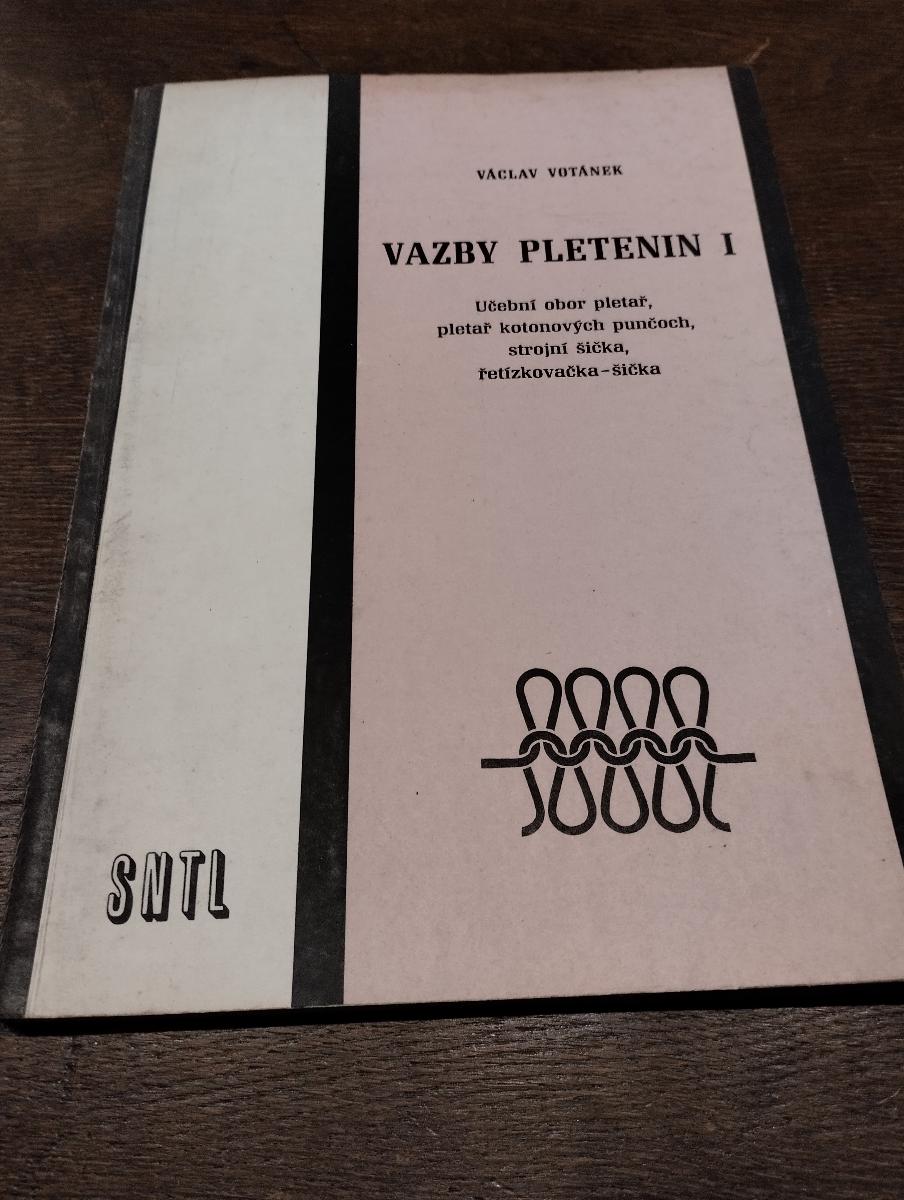 VÁCLAV VOTÁNEK
VAZBY PLETENIN I
Učební obor pletař,
pletař kotonových punčoch,
strojní šička,
řetízkovačka-šička
SNTL